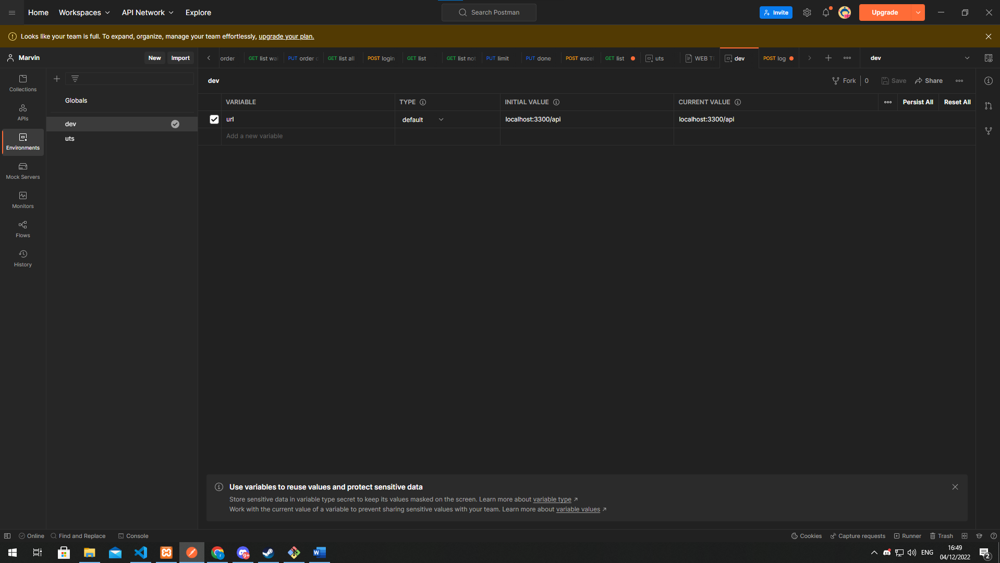 Home Workspaces API Network Explore Search Postman Invite Upgrade
Looks like your team is full. To expand, organize, manage your team effortlessly, upgrade your plan.
Marvin New Import order GET list wai PUT order GET list all POST login GET list GET list not PUT limit PUT done POST excel GET list uts WEB dev POST log dev
Collections
APIs
Environments
Mock Servers
Monitors
Flows
History
Globals
dev
uts
dev Fork 0 Save Share
VARIABLE TYPE INITIAL VALUE CURRENT VALUE Persist All Reset All
url default localhost:3300/api localhost:3300/api
Add a new variable
Use variables to reuse values and protect sensitive data
Store sensitive data in variable type secret to keep its values masked on the screen. Learn more about variable type
Work with the current value of a variable to prevent sharing sensitive values with your team. Learn more about variable values
Online Find and Replace Console Cookies Capture requests Runner Trash
9+ W ENG 16:49
04/12/2022 2